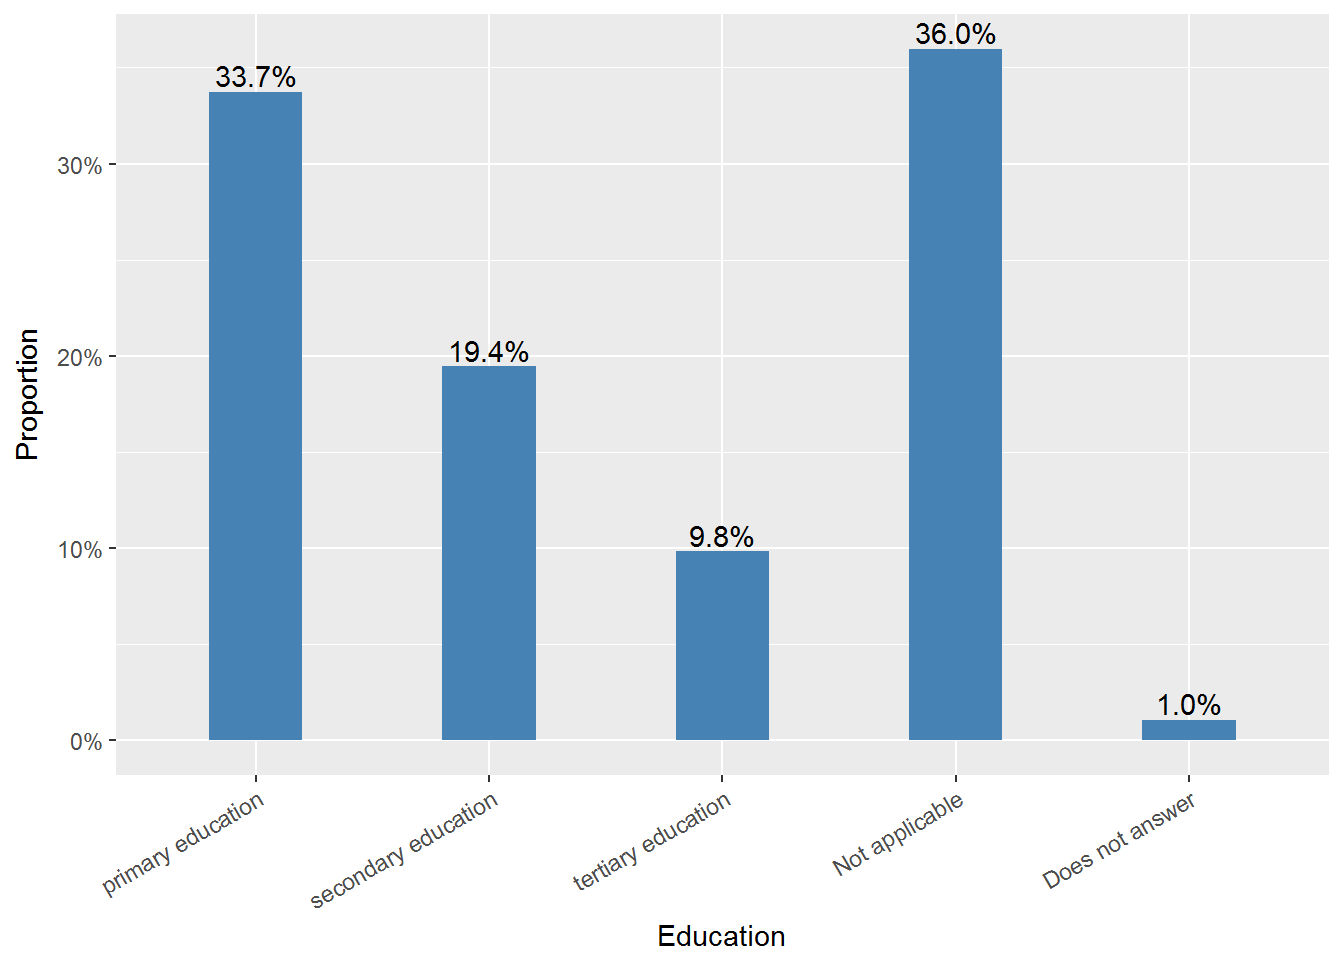 36.0%
33.7%
30%
19.4%
20%
Proportion
9.8%
10%
1.0%
0%
primary education
secondary education
tertiary education
Not applicable
Does not answer
Education